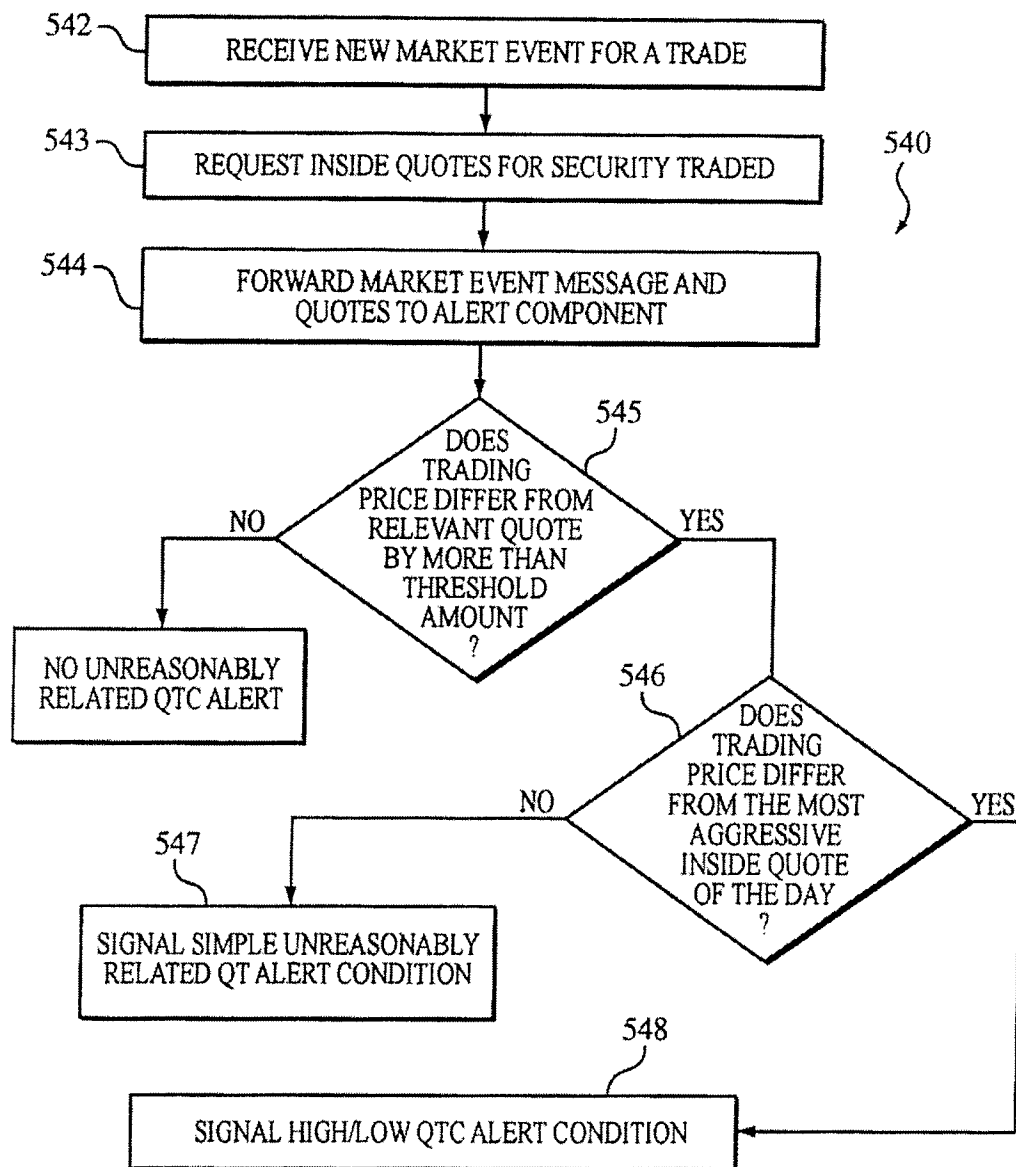 542
RECEIVE NEW MARKET EVENT FOR A TRADE
543
REQUEST INSIDE QUOTES FOR SECURITY TRADED
540
544
FORWARD MARKET EVENT MESSAGE AND
QUOTES TO ALERT COMPONENT
545
DOES
TRADING
PRICE DIFFER FROM
RELEVANT QUOTE
BY MORE THAN
THRESHOLD
AMOUNT
?
NO
YES
NO UNREASONABLY
RELATED QTC ALERT
546
DOES
TRADING
PRICE DIFFER
FROM THE MOST
AGGRESSIVE
INSIDE QUOTE
OF THE DAY
?
NO
YES
547
SIGNAL SIMPLE UNREASONABLY
RELATED QT ALERT CONDITION
548
SIGNAL HIGH/LOW QTC ALERT CONDITION